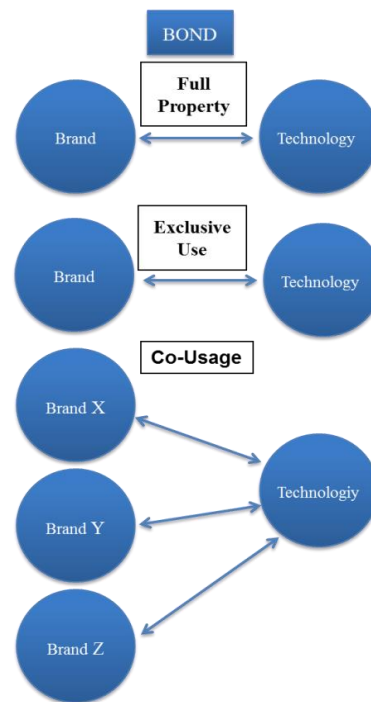 BOND
Full
Property
Brand
Technology
Exclusive
Use
Brand
Technology
Co-Usage
Brand X
Brand Y
Technologiy
Brand Z